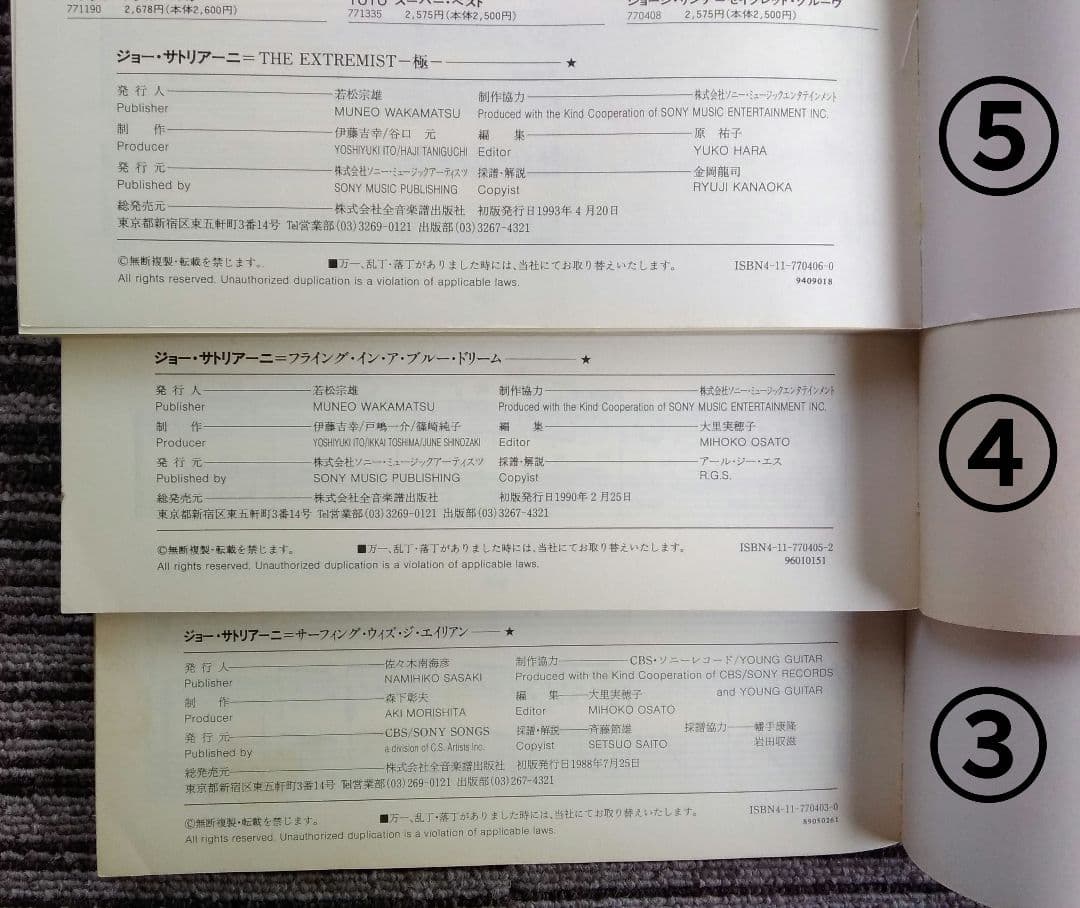 771190 2,678円(本体2,600円)
TOTO スーパー・ベスト
771335 2,575円(本体2,500円)
770408 2,575円(本体2,500円)
ジョー・サトリアーニ=THE EXTREMIST－極－ ★
発行人 若松宗雄 制作協力 株式会社ソニー・ミュージックエンタテインメント
Publisher MUNEO WAKAMATSU Produced with the Kind Cooperation of SONY MUSIC ENTERTAINMENT INC.
制作 伊藤吉幸/谷口 元 編集 原 祐子
Producer YOSHIYUKI ITO/HAJI TANIGUCHI Editor YUKO HARA
発行元 株式会社ソニー・ミュージックアーティスツ 採譜・解説 金岡龍司
Published by SONY MUSIC PUBLISHING Copyist RYUJI KANAOKA
総発売元 株式会社全音楽譜出版社 初版発行日1993年4月20日
東京都新宿区東五軒町3番14号 Tel営業部(03)3269-0121 出版部(03)3267-4321
©無断複製・転載を禁じます。 ■万一、乱丁・落丁がありました時には、当社にてお取り替えいたします。 ISBN4-11-770406-0
All rights reserved. Unauthorized duplication is a violation of applicable laws. 9409018
⑤
ジョー・サトリアーニ=フライング・イン・ア・ブルー・ドリーム ★
発行人 若松宗雄 制作協力 株式会社ソニー・ミュージックエンタテインメント
Publisher MUNEO WAKAMATSU Produced with the Kind Cooperation of SONY MUSIC ENTERTAINMENT INC.
制作 伊藤吉幸/戸嶋一介/篠崎純子 編集 大里実穂子
Producer YOSHIYUKI ITO/IKKAI TOSHIMA/JUNE SHINOZAKI Editor MIHOKO OSATO
発行元 株式会社ソニー・ミュージックアーティスツ 採譜・解説 アール・ジー・エス
Published by SONY MUSIC PUBLISHING Copyist R.G.S.
総発売元 株式会社全音楽譜出版社 初版発行日1990年2月25日
東京都新宿区東五軒町3番14号 Tel営業部(03)3269-0121 出版部(03)3267-4321
©無断複製・転載を禁じます。 ■万一、乱丁・落丁がありました時には、当社にてお取り替えいたします。 ISBN4-11-770405-2
All rights reserved. Unauthorized duplication is a violation of applicable laws. 96010151
④
ジョー・サトリアーニ=サーフィング・ウィズ・ジ・エイリアン ★
発行人 佐々木南海彦 制作協力 CBS・ソニーレコード/YOUNG GUITAR
Publisher NAMIHIKO SASAKI Produced with the Kind Cooperation of CBS/SONY RECORDS
制作 森下彰夫 編集 大里実穂子 and YOUNG GUITAR
Producer AKI MORISHITA Editor MIHOKO OSATO
発行元 CBS/SONY SONGS 採譜・解説 斉藤節雄 採譜協力 幡手康隆
Published by a division of C.S. Artists Inc. Copyist SETSUO SAITO 岩田収滋
総発売元 株式会社全音楽譜出版社 初版発行日1988年7月25日
東京都新宿区東五軒町3番14号 Tel営業部(03)269-0121 出版部(03)267-4321
©無断複製・転載を禁じます。 ■万一、乱丁・落丁がありました時には、当社にてお取り替えいたします。 ISBN4-11-770403-0
All rights reserved. Unauthorized duplication is a violation of applicable laws. 89050261
③